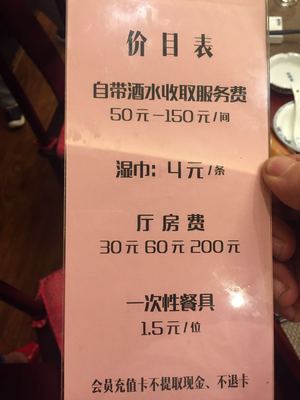 价目表
自带酒水收取服务费
50元-150元/间
湿巾:4元/条
厅房费
30元 60元 200元
一次性餐具
1.5元/位
会员充值卡不提取现金、不退卡